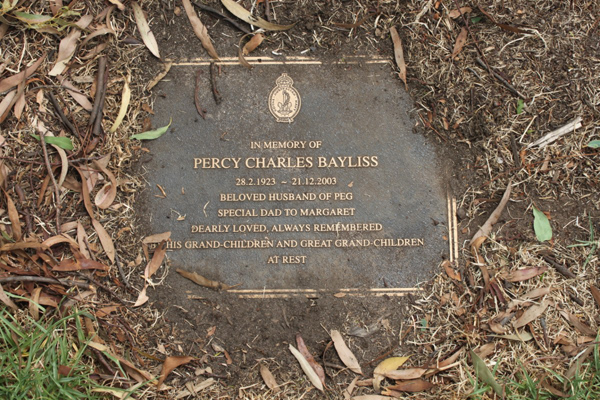 IN MEMORY OF
PERCY CHARLES BAYLISS
28.2.1923 ~ 21.12.2003
BELOVED HUSBAND OF PEG
SPECIAL DAD TO MARGARET
DEARLY LOVED, ALWAYS REMEMBERED
HIS GRAND-CHILDREN AND GREAT GRAND-CHILDREN
AT REST